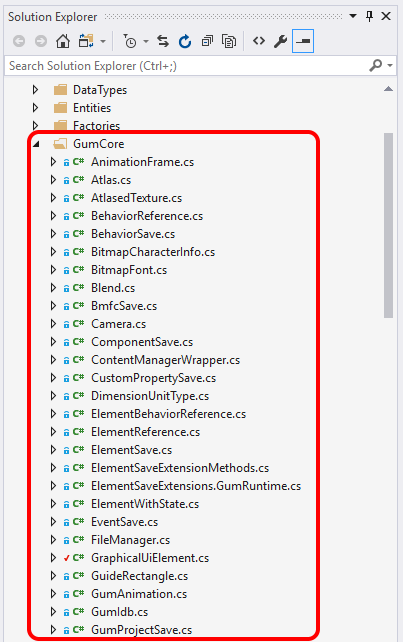 Solution Explorer
Search Solution Explorer (Ctrl+;)
DataTypes
Entities
Factories
GumCore
C# AnimationFrame.cs
C# Atlas.cs
C# AtlasedTexture.cs
C# BehaviorReference.cs
C# BehaviorSave.cs
C# BitmapCharacterInfo.cs
C# BitmapFont.cs
C# Blend.cs
C# BmfcSave.cs
C# Camera.cs
C# ComponentSave.cs
C# ContentManagerWrapper.cs
C# CustomPropertySave.cs
C# DimensionUnitType.cs
C# ElementBehaviorReference.cs
C# ElementReference.cs
C# ElementSave.cs
C# ElementSaveExtensionMethods.cs
C# ElementSaveExtensions.GumRuntime.cs
C# ElementWithState.cs
C# EventSave.cs
C# FileManager.cs
C# GraphicalUiElement.cs
C# GuideRectangle.cs
C# GumAnimation.cs
C# GumIdb.cs
C# GumProjectSave.cs